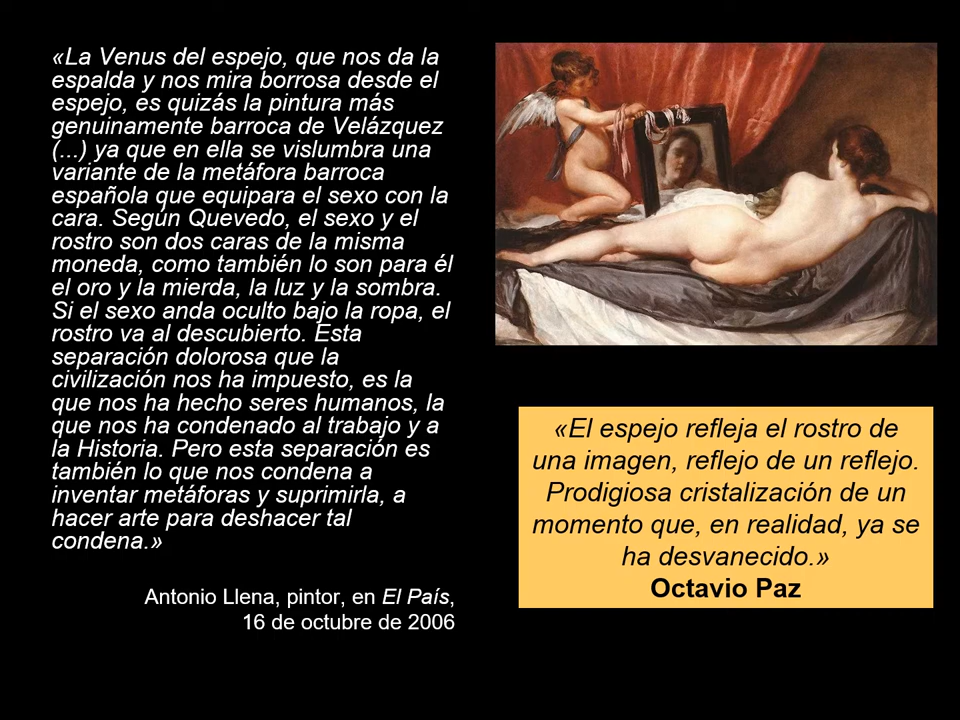 «La Venus del espejo, que nos da la
espalda y nos mira borrosa desde el
espejo, es quizás la pintura más
genuinamente barroca de Velázquez
(...) ya que en ella se vislumbra una
variante de la metáfora barroca
española que equipara el sexo con la
cara. Según Quevedo, el sexo y el
rostro son dos caras de la misma
moneda, como también lo son para él
el oro y la mierda, la luz y la sombra.
Si el sexo anda oculto bajo la ropa, el
rostro va al descubierto. Esta
separación dolorosa que la
civilización nos ha impuesto, es la
que nos ha hecho seres humanos, la
que nos ha condenado al trabajo y a
la Historia. Pero esta separación es
también lo que nos condena a
inventar metáforas y suprimirla, a
hacer arte para deshacer tal
condena.»
Antonio Llena, pintor, en El País,
16 de octubre de 2006
«El espejo refleja el rostro de
una imagen, reflejo de un reflejo.
Prodigiosa cristalización de un
momento que, en realidad, ya se
ha desvanecido.»
Octavio Paz